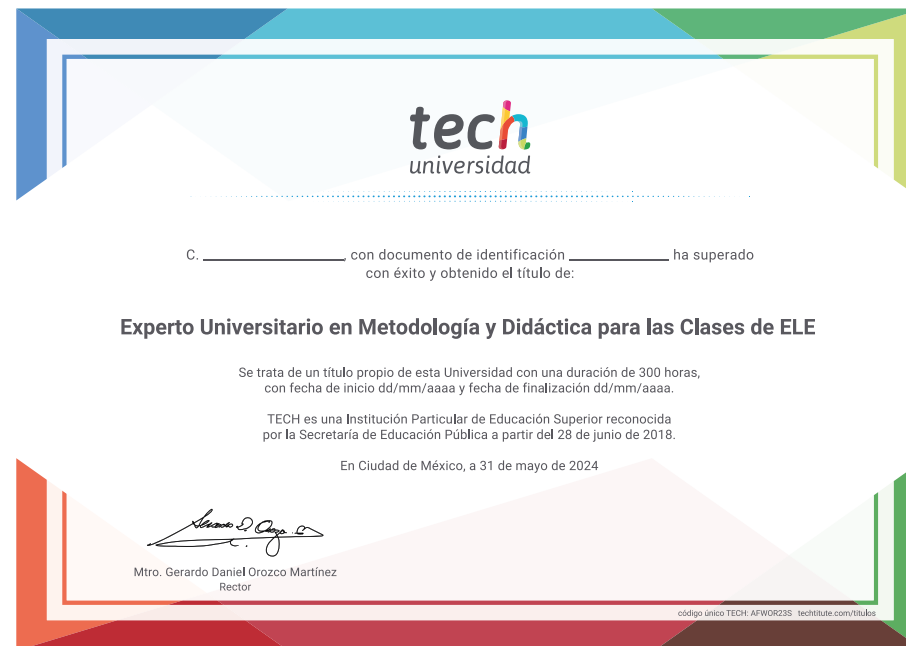 tech
universidad
C. ____________, con documento de identificación ____________ ha superado
con éxito y obtenido el título de:
Experto Universitario en Metodología y Didáctica para las Clases de ELE
Se trata de un título propio de esta Universidad con una duración de 300 horas,
con fecha de inicio dd/mm/aaaa y fecha de finalización dd/mm/aaaa.
TECH es una Institución Particular de Educación Superior reconocida
por la Secretaría de Educación Pública a partir del 28 de junio de 2018.
En Ciudad de México, a 31 de mayo de 2024
Mtro. Gerardo Daniel Orozco Martínez
Rector
código único TECH: AFWOR23S techtitute.com/titulos